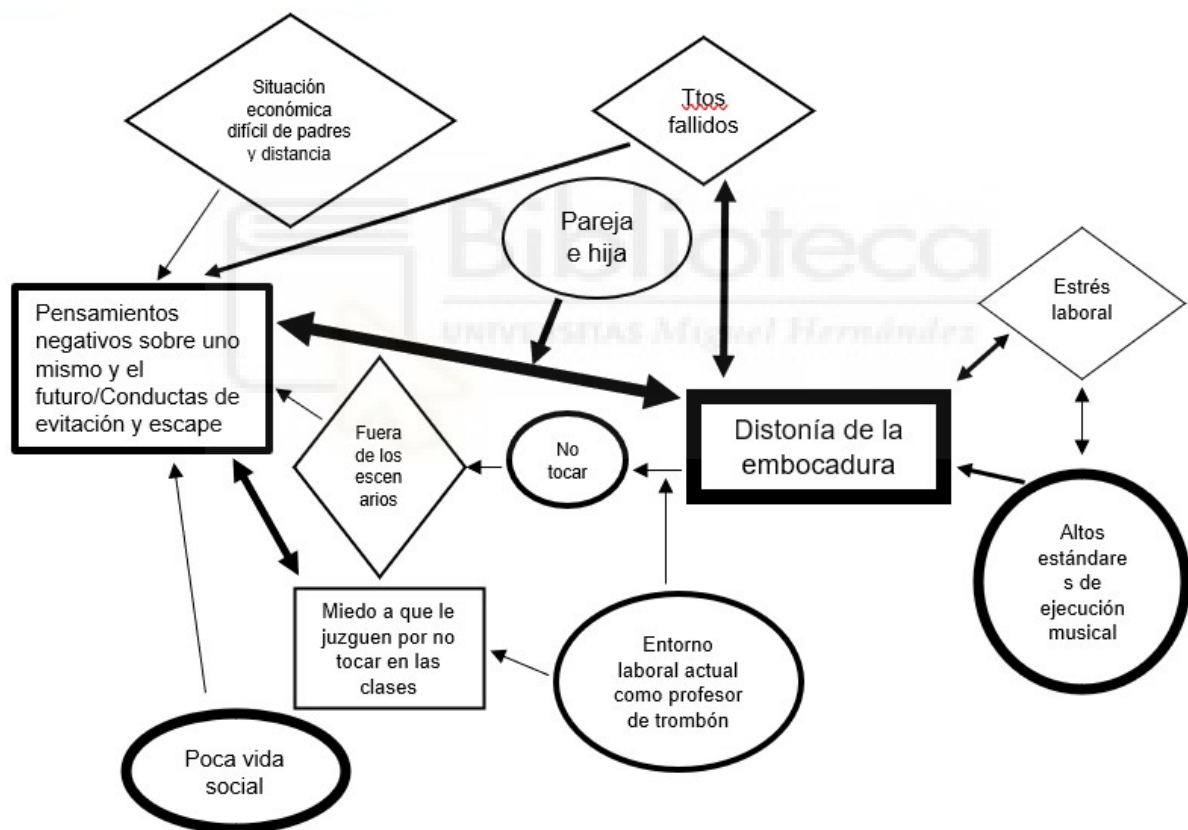 Situación
económica
difícil de padres
y distancia
Ttos
fallidos
Pareja
e hija
Biblioteca
UNIVERSITAS Miguel Hernández
Estrés
laboral
Pensamientos
negativos sobre uno
mismo y el
futuro/Conductas de
evitación y escape
Fuera
de los
escen
arios
No
tocar
Distonía de la
embocadura
Altos
estándare
s de
ejecución
musical
Miedo a que le
juzguen por no
tocar en las
clases
Entorno
laboral actual
como profesor
de trombón
Poca vida
social